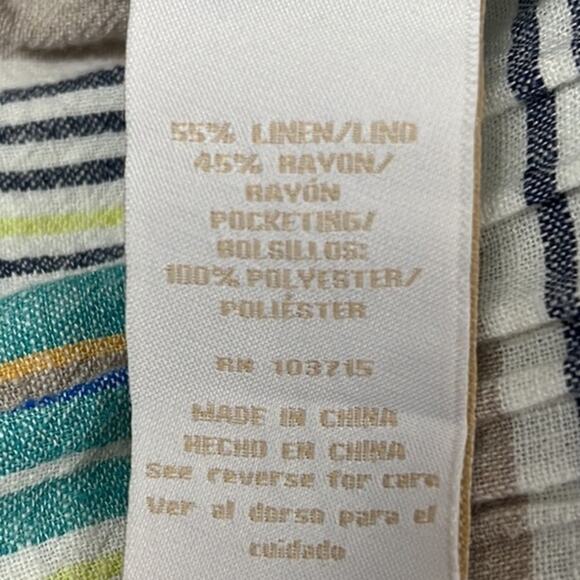 55% LINEN/LINO
45% RAYON/
RAYÓN
POCKETING/
BOLSILLOS:
100% POLYESTER/
POLIÉSTER
RN 103715
MADE IN CHINA
HECHO EN CHINA
See reverse for care
Ver al dorso para el
cuidado